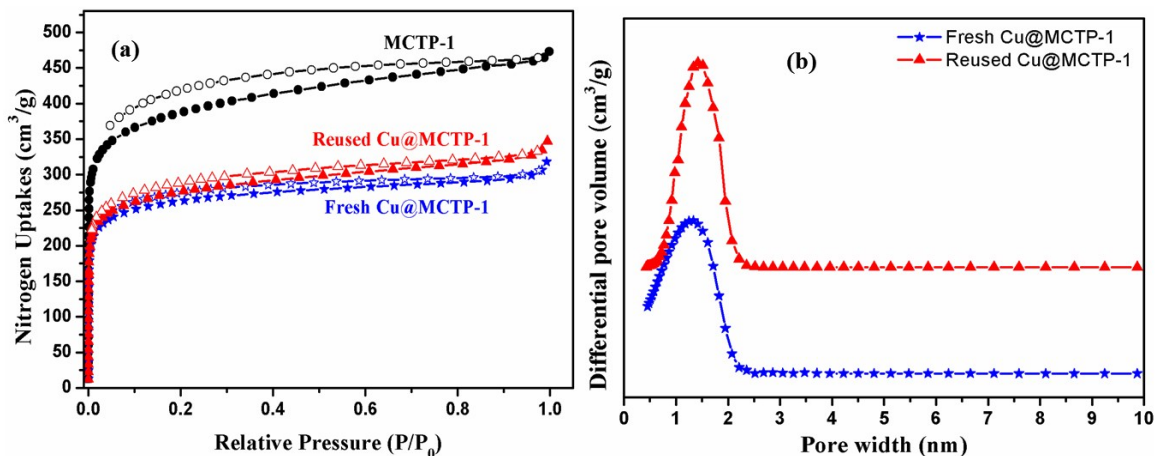 (a)
MCTP-1
Reused Cu@MCTP-1
Fresh Cu@MCTP-1
Nitrogen Uptakes (cm³/g)
500
450
400
350
300
250
200
150
100
50
0
0.0 0.2 0.4 0.6 0.8 1.0
Relative Pressure (P/P₀)
(b)
Fresh Cu@MCTP-1
Reused Cu@MCTP-1
Differential pore volume (cm³/g)
0 1 2 3 4 5 6 7 8 9 10
Pore width (nm)